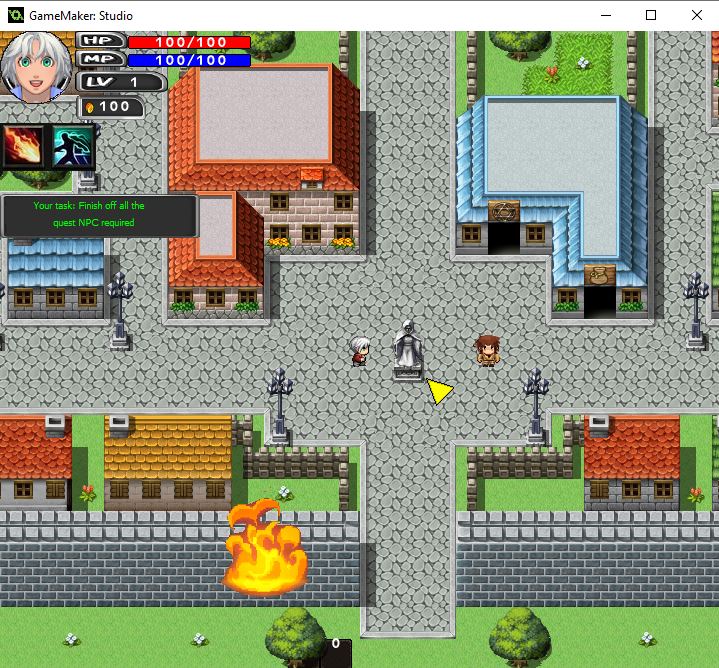 GameMaker: Studio
HP 100/100
MP 100/100
LV 1
100
Your task: Finish off all the
quest NPC required
0